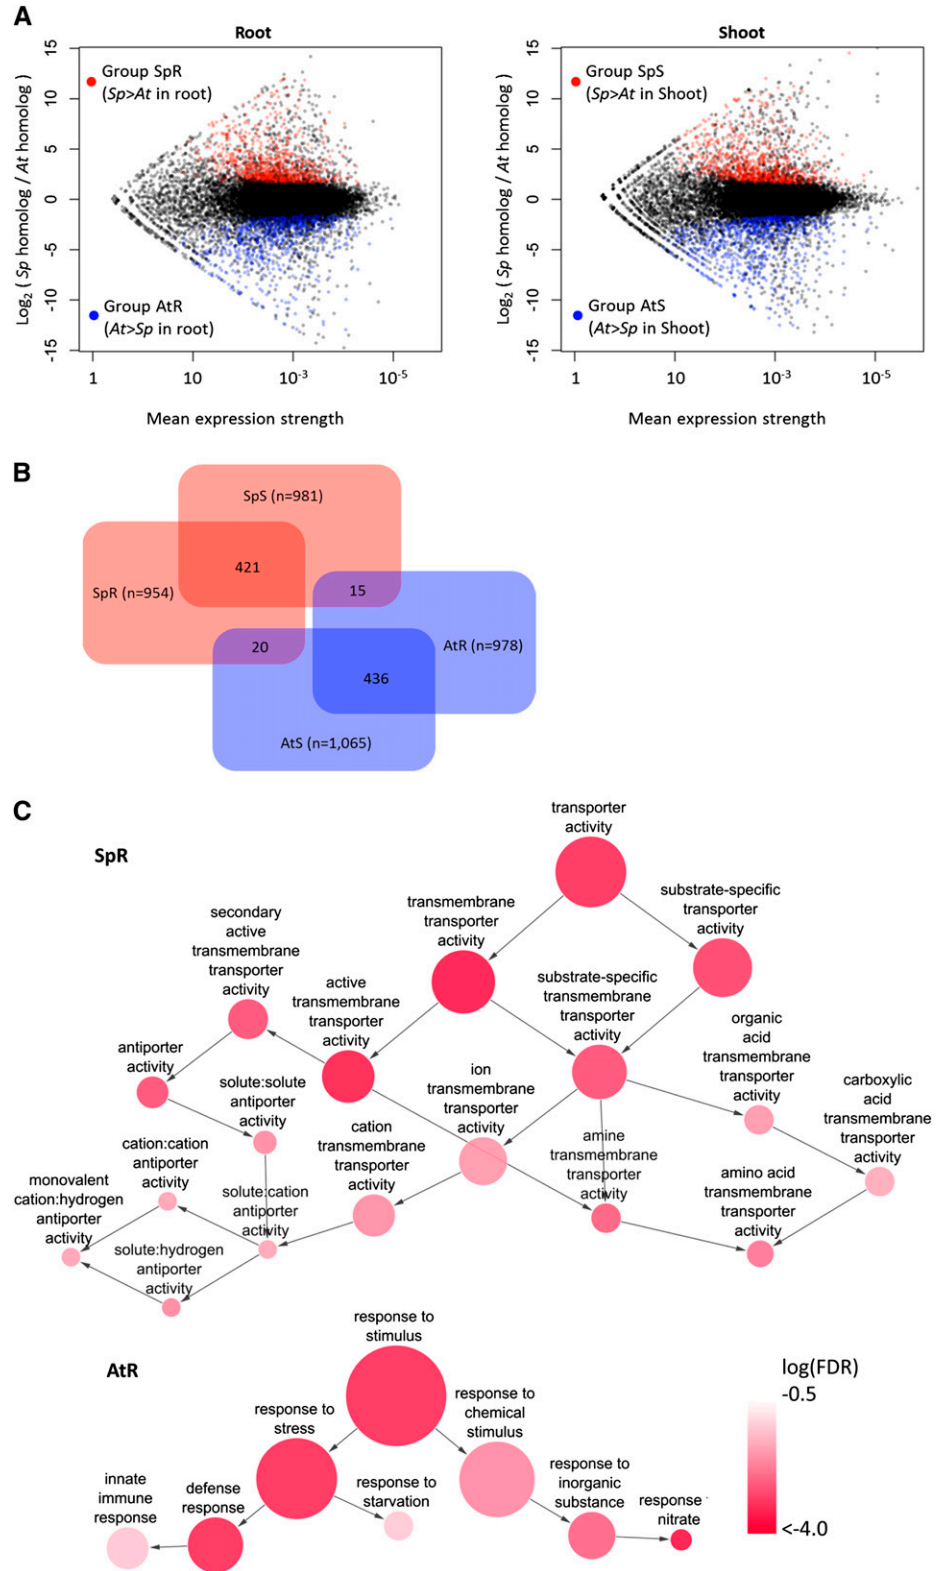 A
Root
Shoot
Log2 ( Sp homolog / At homolog )
15
10
5
0
-5
-10
-15
Group SpR
(Sp>At in root)
Group AtR
(At>Sp in root)
1
10
10-3
10-5
Mean expression strength
Log2 ( Sp homolog / At homolog )
15
10
5
0
-5
-10
-15
Group SpS
(Sp>At in Shoot)
Group AtS
(At>Sp in Shoot)
1
10
10-3
10-5
Mean expression strength
B
SpS (n=981)
421
SpR (n=954)
15
20
AtR (n=978)
436
AtS (n=1,065)
C
SpR
transporter
activity
substrate-specific
transporter
activity
transmembrane
transporter
activity
secondary
active
transmembrane
transporter
activity
active
transmembrane
transporter
activity
substrate-specific
transmembrane
transporter
activity
organic
acid
transmembrane
transporter
activity
carboxylic
acid
transmembrane
transporter
activity
antiporter
activity
solute:solute
antiporter
activity
ion
transmembrane
transporter
activity
cation
transmembrane
transporter
activity
amine
transmembrane
transporter
activity
amino acid
transmembrane
transporter
activity
cation:cation
antiporter
activity
monovalent
cation:hydrogen
antiporter
activity
solute:cation
antiporter
activity
solute:hydrogen
antiporter
activity
AtR
response to
stimulus
response to
stress
response to
chemical
stimulus
innate
immune
response
defense
response
response to
starvation
response to
inorganic
substance
response
nitrate
log(FDR)
-0.5
<-4.0